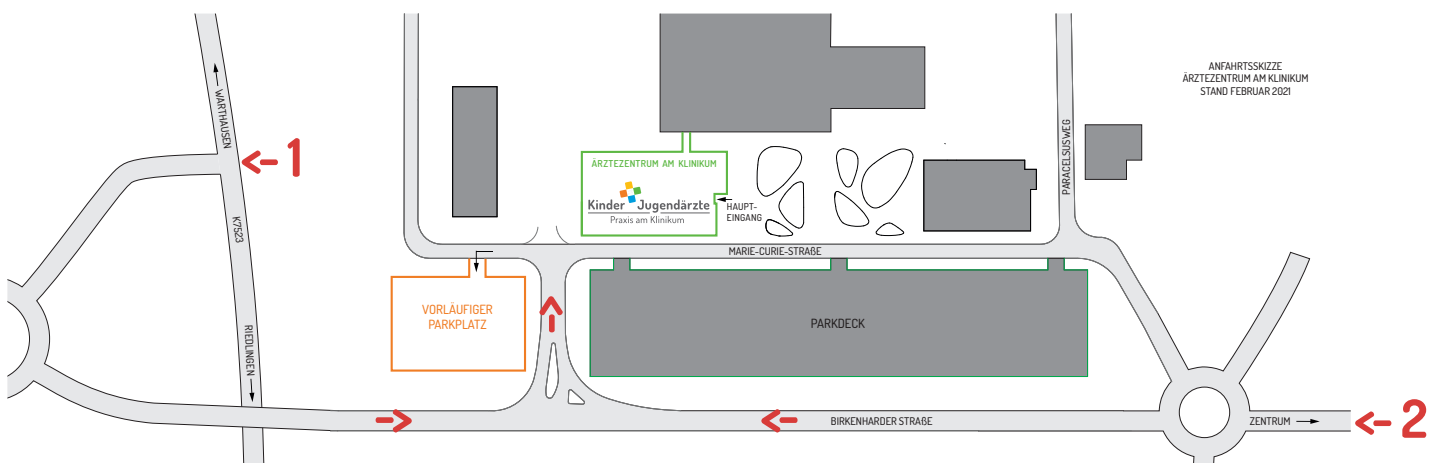 ANFAHRTSSKIZZE
ÄRZTEZENTRUM AM KLINIKUM
STAND FEBRUAR 2021
WARTHAUSEN
1
K7523
RIEDLINGEN
ÄRZTEZENTRUM AM KLINIKUM
Kinder Jugendärzte
Praxis am Klinikum
HAUPT-
EINGANG
PARACELSUSWEG
MARIE-CURIE-STRAßE
VORLÄUFIGER
PARKPLATZ
PARKDECK
BIRKENHARDER STRAßE
ZENTRUM
2